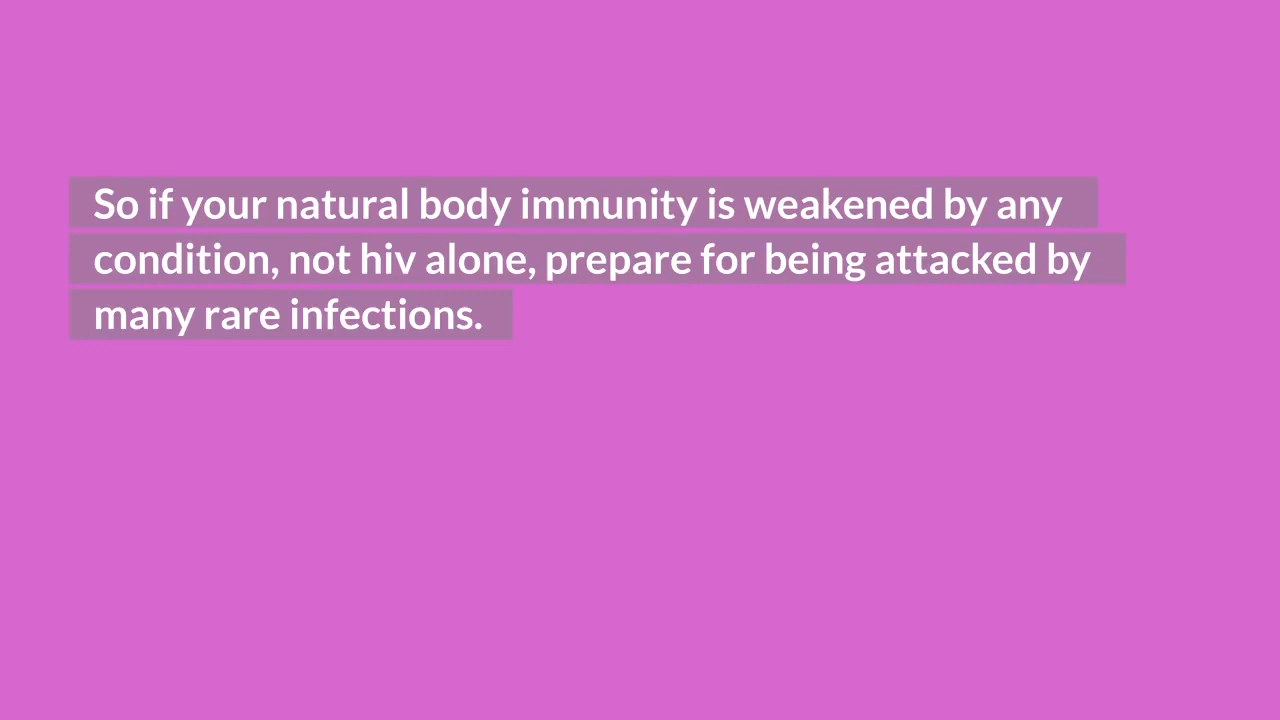 So if your natural body immunity is weakened by any
condition, not hiv alone, prepare for being attacked by
many rare infections.